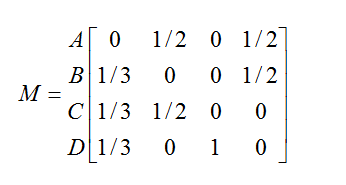 A 0 1/2 0 1/2
B 1/3 0 0 1/2
M = C 1/3 1/2 0 0
D 1/3 0 1 0